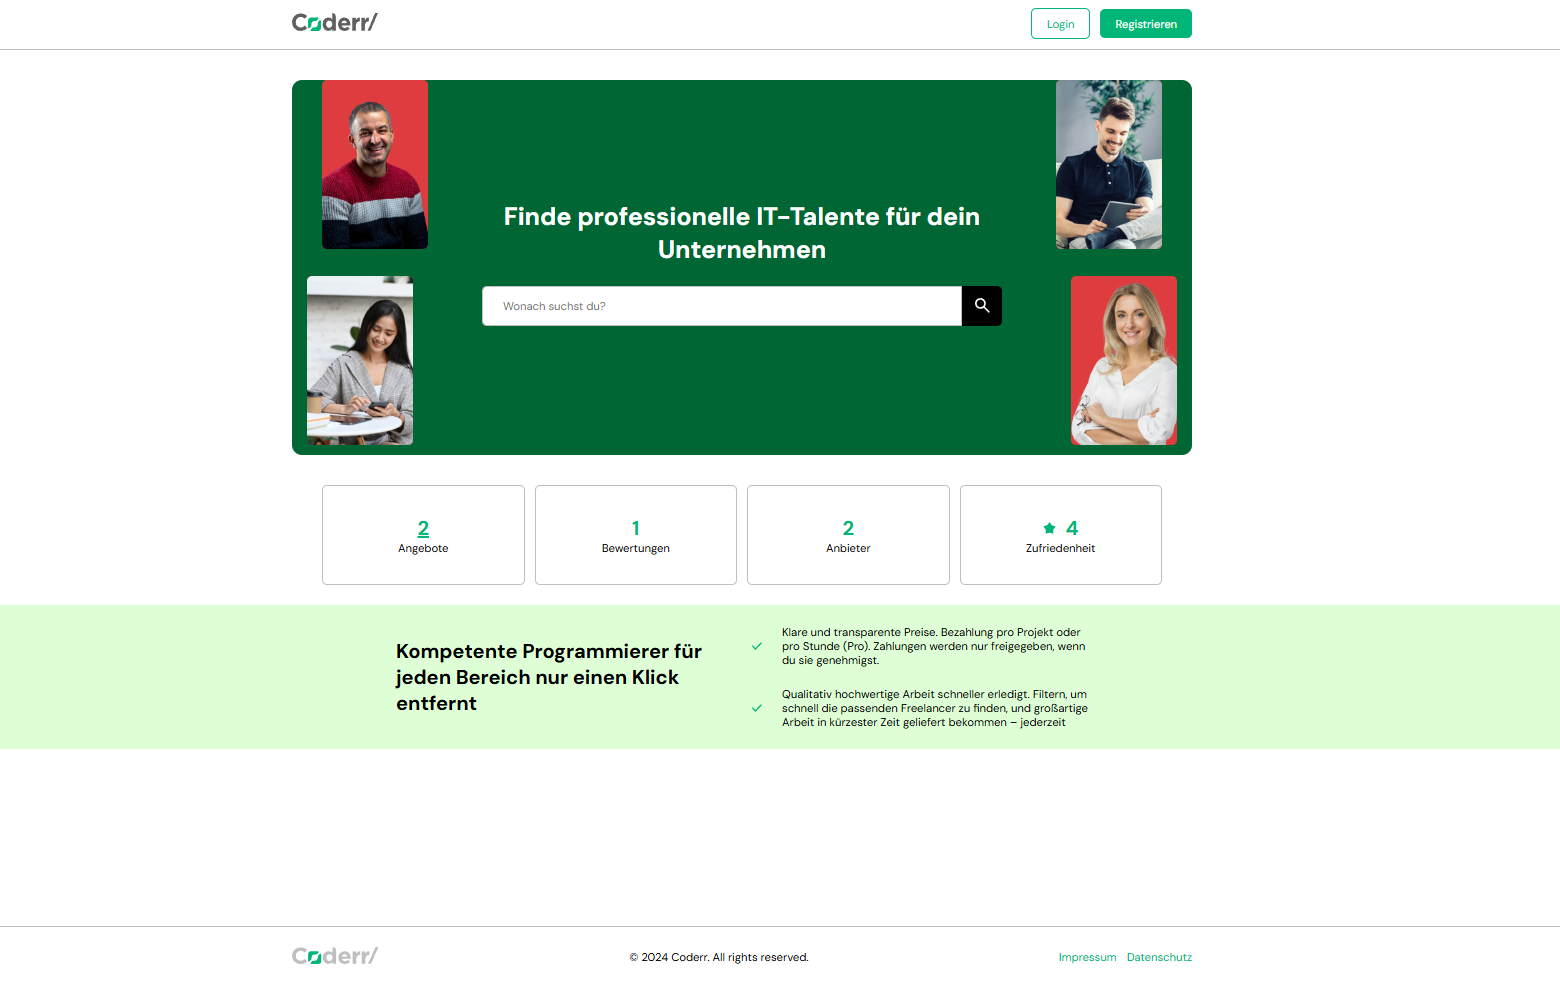 Coderr/
Login
Registrieren
Finde professionelle IT-Talente für dein
Unternehmen
Wonach suchst du?
2
Angebote
1
Bewertungen
2
Anbieter
4
Zufriedenheit
Kompetente Programmierer für
jeden Bereich nur einen Klick
entfernt
Klare und transparente Preise. Bezahlung pro Projekt oder
pro Stunde (Pro). Zahlungen werden nur freigegeben, wenn
du sie genehmigst.
Qualitativ hochwertige Arbeit schneller erledigt. Filtern, um
schnell die passenden Freelancer zu finden, und großartige
Arbeit in kürzester Zeit geliefert bekommen – jederzeit
Coderr/
© 2024 Coderr. All rights reserved.
Impressum
Datenschutz